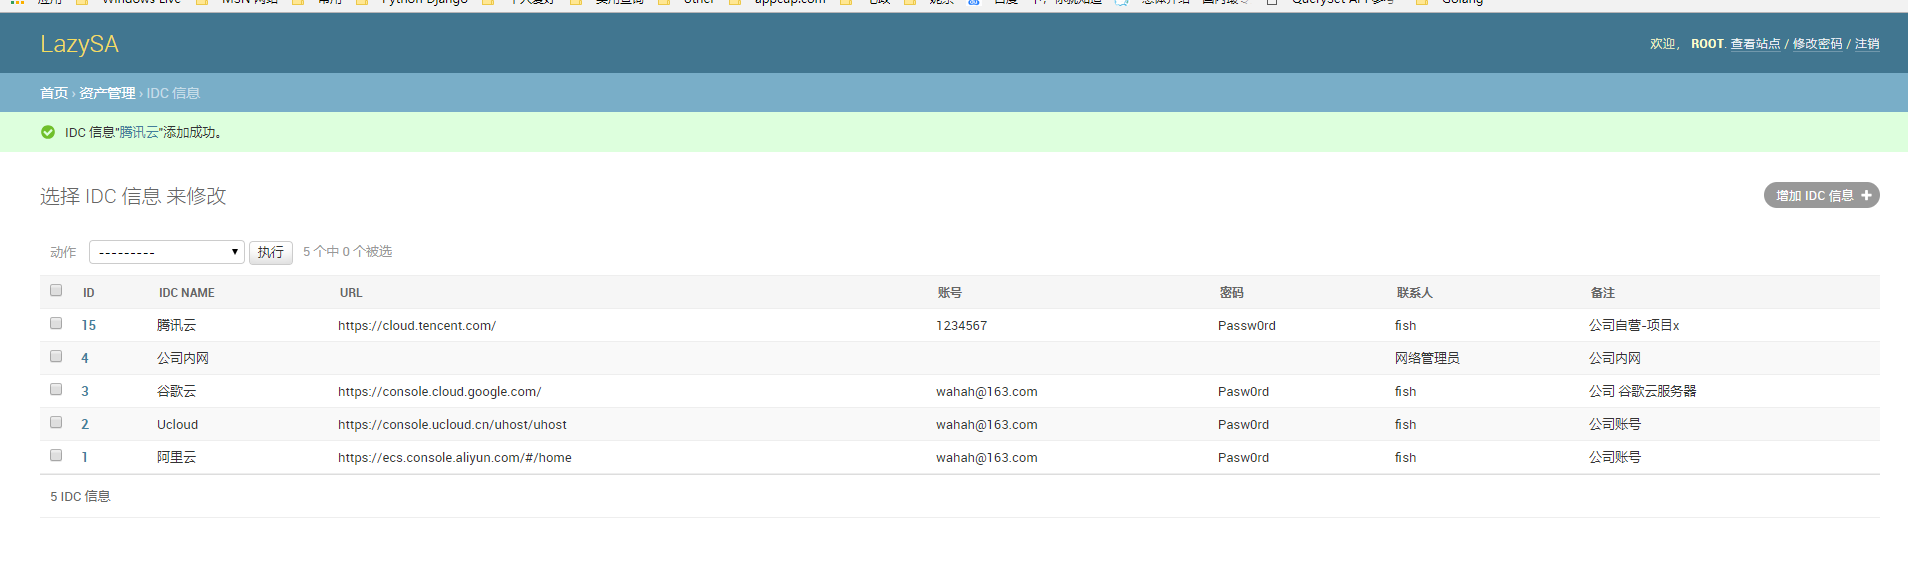 LazySA
欢迎， ROOT. 查看站点 / 修改密码 / 注销
首页 › 资产管理 › IDC 信息
IDC 信息"腾讯云"添加成功。
选择 IDC 信息 来修改
增加 IDC 信息 +
动作 --------- 执行 5 个中 0 个被选
ID IDC NAME URL 账号 密码 联系人 备注
15 腾讯云 https://cloud.tencent.com/ 1234567 Passw0rd fish 公司自营-项目x
4 公司内网 网络管理员 公司内网
3 谷歌云 https://console.cloud.google.com/ wahah@163.com Pasw0rd fish 公司 谷歌云服务器
2 Ucloud https://console.ucloud.cn/uhost/uhost wahah@163.com Pasw0rd fish 公司账号
1 阿里云 https://ecs.console.aliyun.com/#/home wahah@163.com Pasw0rd fish 公司账号
5 IDC 信息